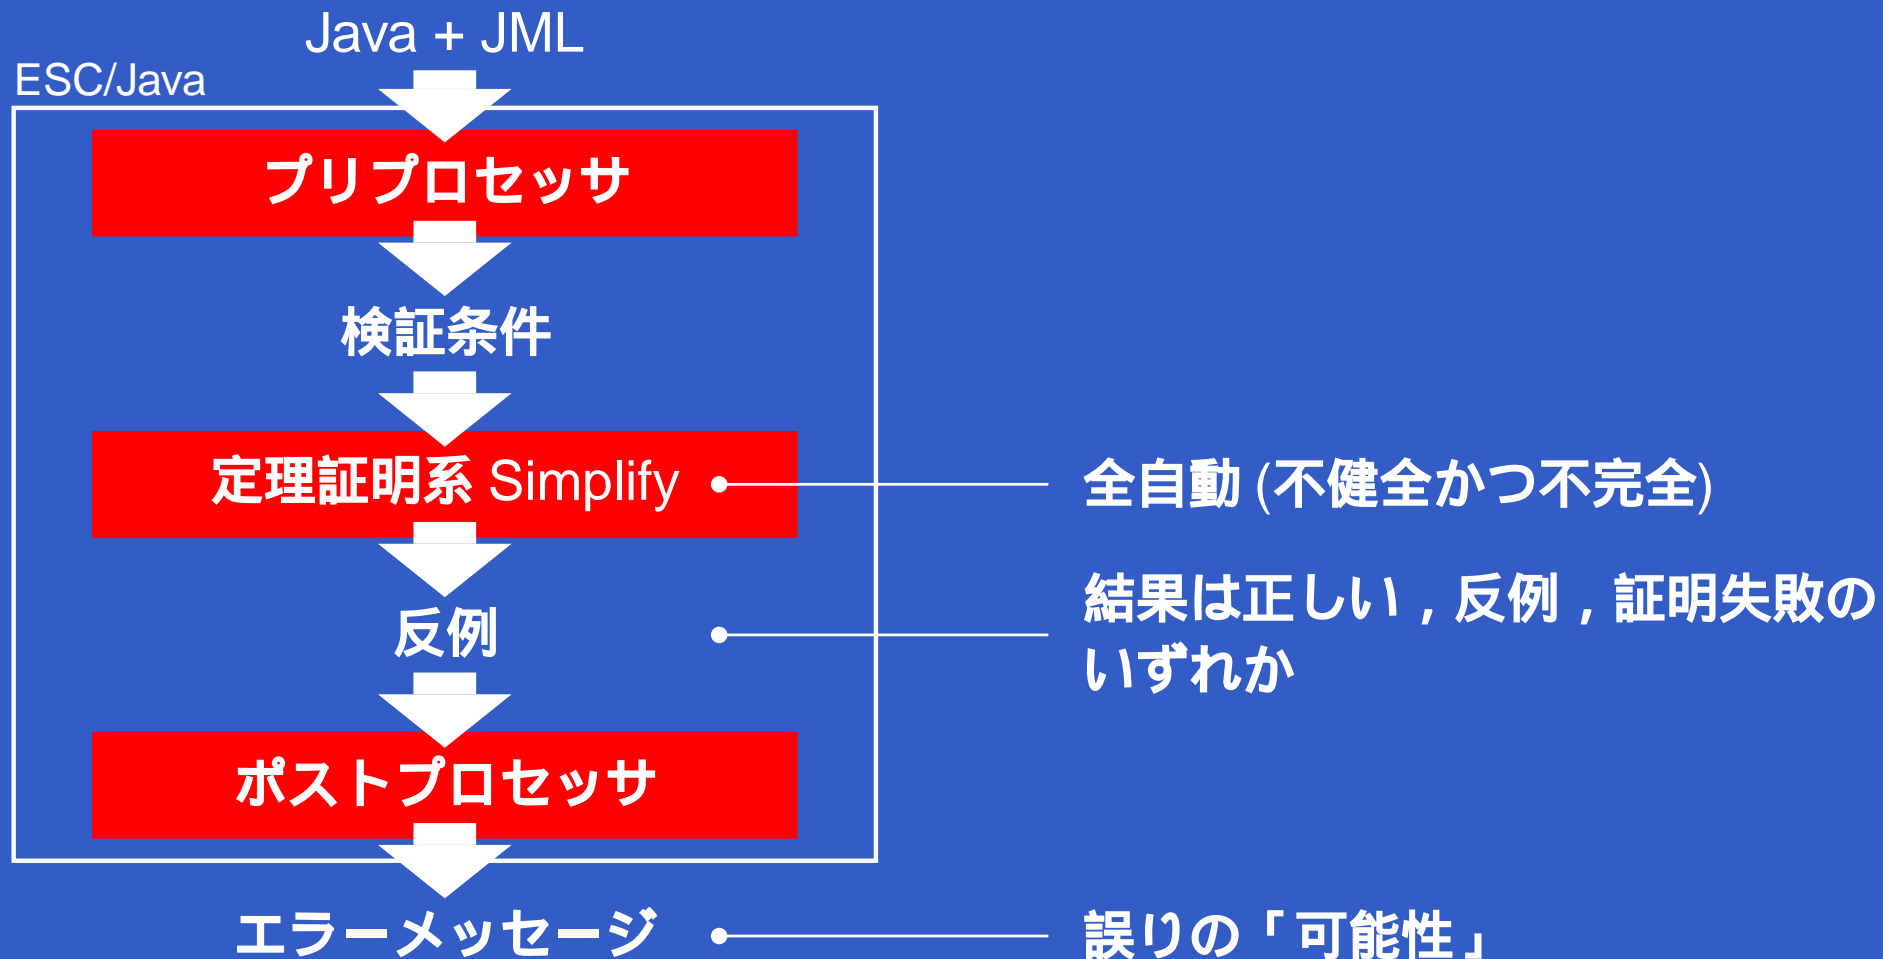 Java + JML
ESC/Java
プリプロセッサ
検証条件
定理証明系 Simplify
全自動 (不健全かつ不完全)
反例
結果は正しい , 反例 , 証明失敗の
いずれか
ポストプロセッサ
エラーメッセージ
誤りの「可能性」